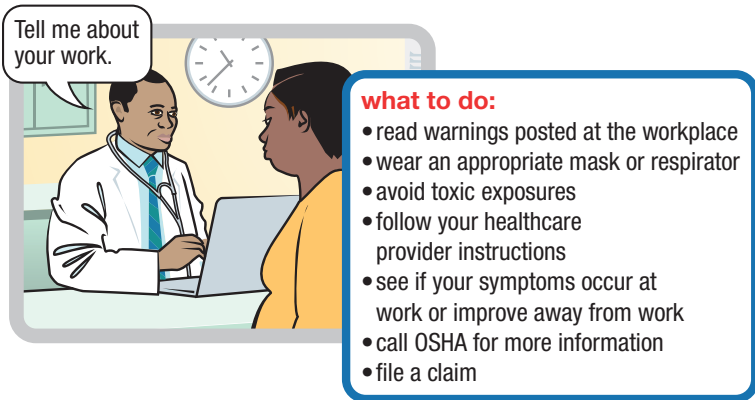 Tell me about
your work.
what to do:
• read warnings posted at the workplace
• wear an appropriate mask or respirator
• avoid toxic exposures
• follow your healthcare
provider instructions
• see if your symptoms occur at
work or improve away from work
• call OSHA for more information
• file a claim